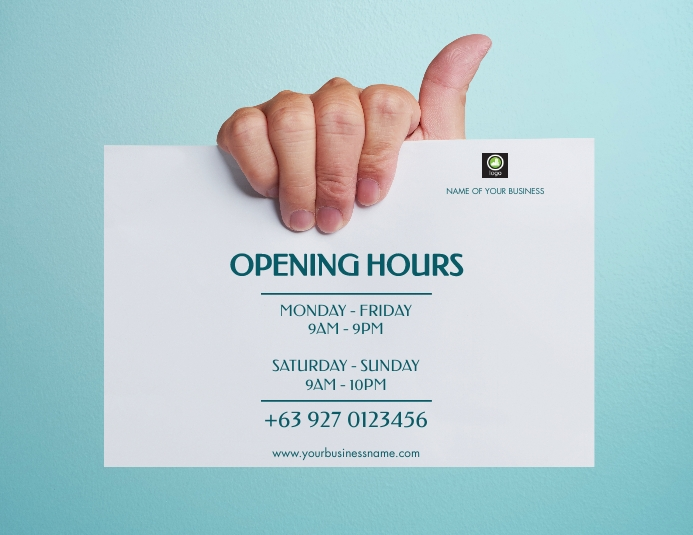 logo
NAME OF YOUR BUSINESS
OPENING HOURS
MONDAY - FRIDAY
9AM - 9PM
SATURDAY - SUNDAY
9AM - 10PM
+63 927 0123456
www.yourbusinessname.com